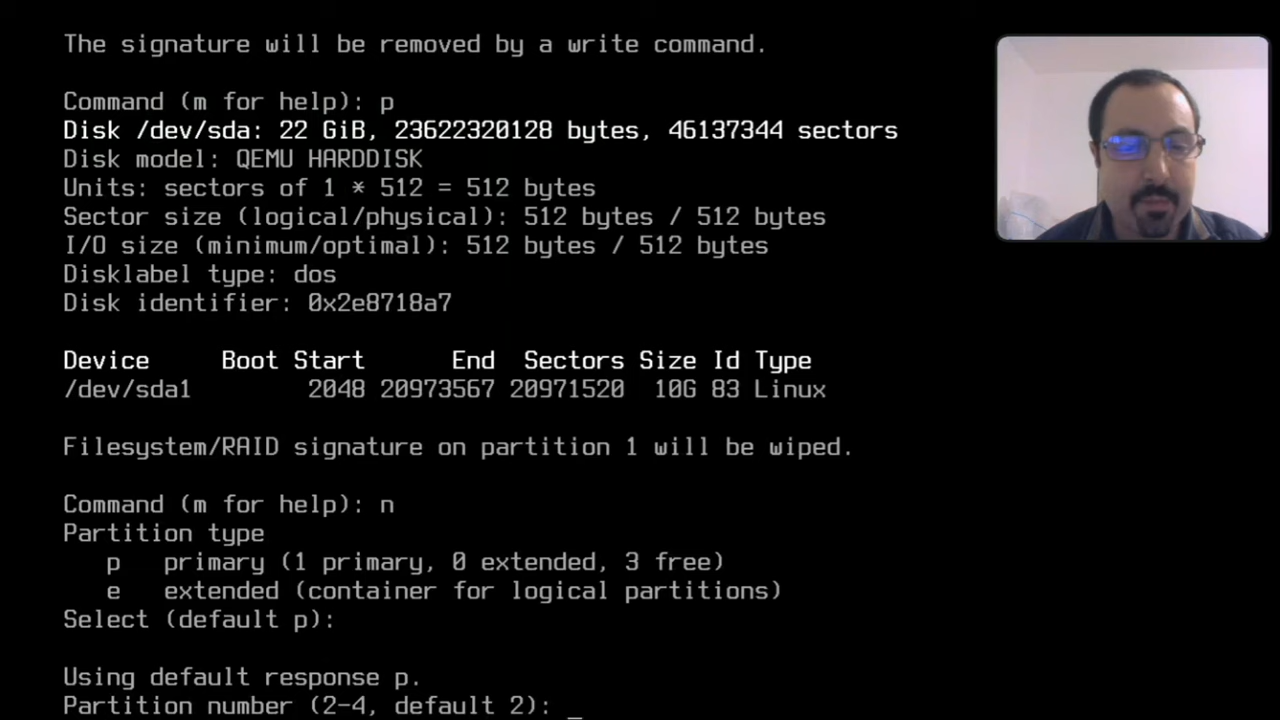 The signature will be removed by a write command.
Command (m for help): p
Disk /dev/sda: 22 GiB, 23622320128 bytes, 46137344 sectors
Disk model: QEMU HARDDISK
Units: sectors of 1 * 512 = 512 bytes
Sector size (logical/physical): 512 bytes / 512 bytes
I/O size (minimum/optimal): 512 bytes / 512 bytes
Disklabel type: dos
Disk identifier: 0x2e8718a7
Device     Boot Start      End  Sectors Size Id Type
/dev/sda1        2048 20973567 20971520  10G 83 Linux
Filesystem/RAID signature on partition 1 will be wiped.
Command (m for help): n
Partition type
   p   primary (1 primary, 0 extended, 3 free)
   e   extended (container for logical partitions)
Select (default p):
Using default response p.
Partition number (2-4, default 2): _